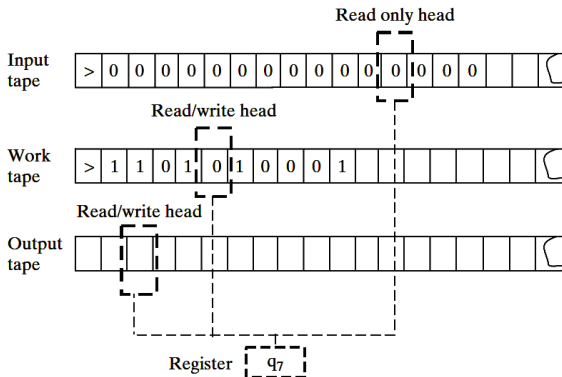 Read only head
Input
tape
> 0 0 0 0 0 0 0 0 0 0 0 0 0 0 0
Read/write head
Work
tape
> 1 1 0 1 0 1 0 0 0 1
Read/write head
Output
tape
Register q₇